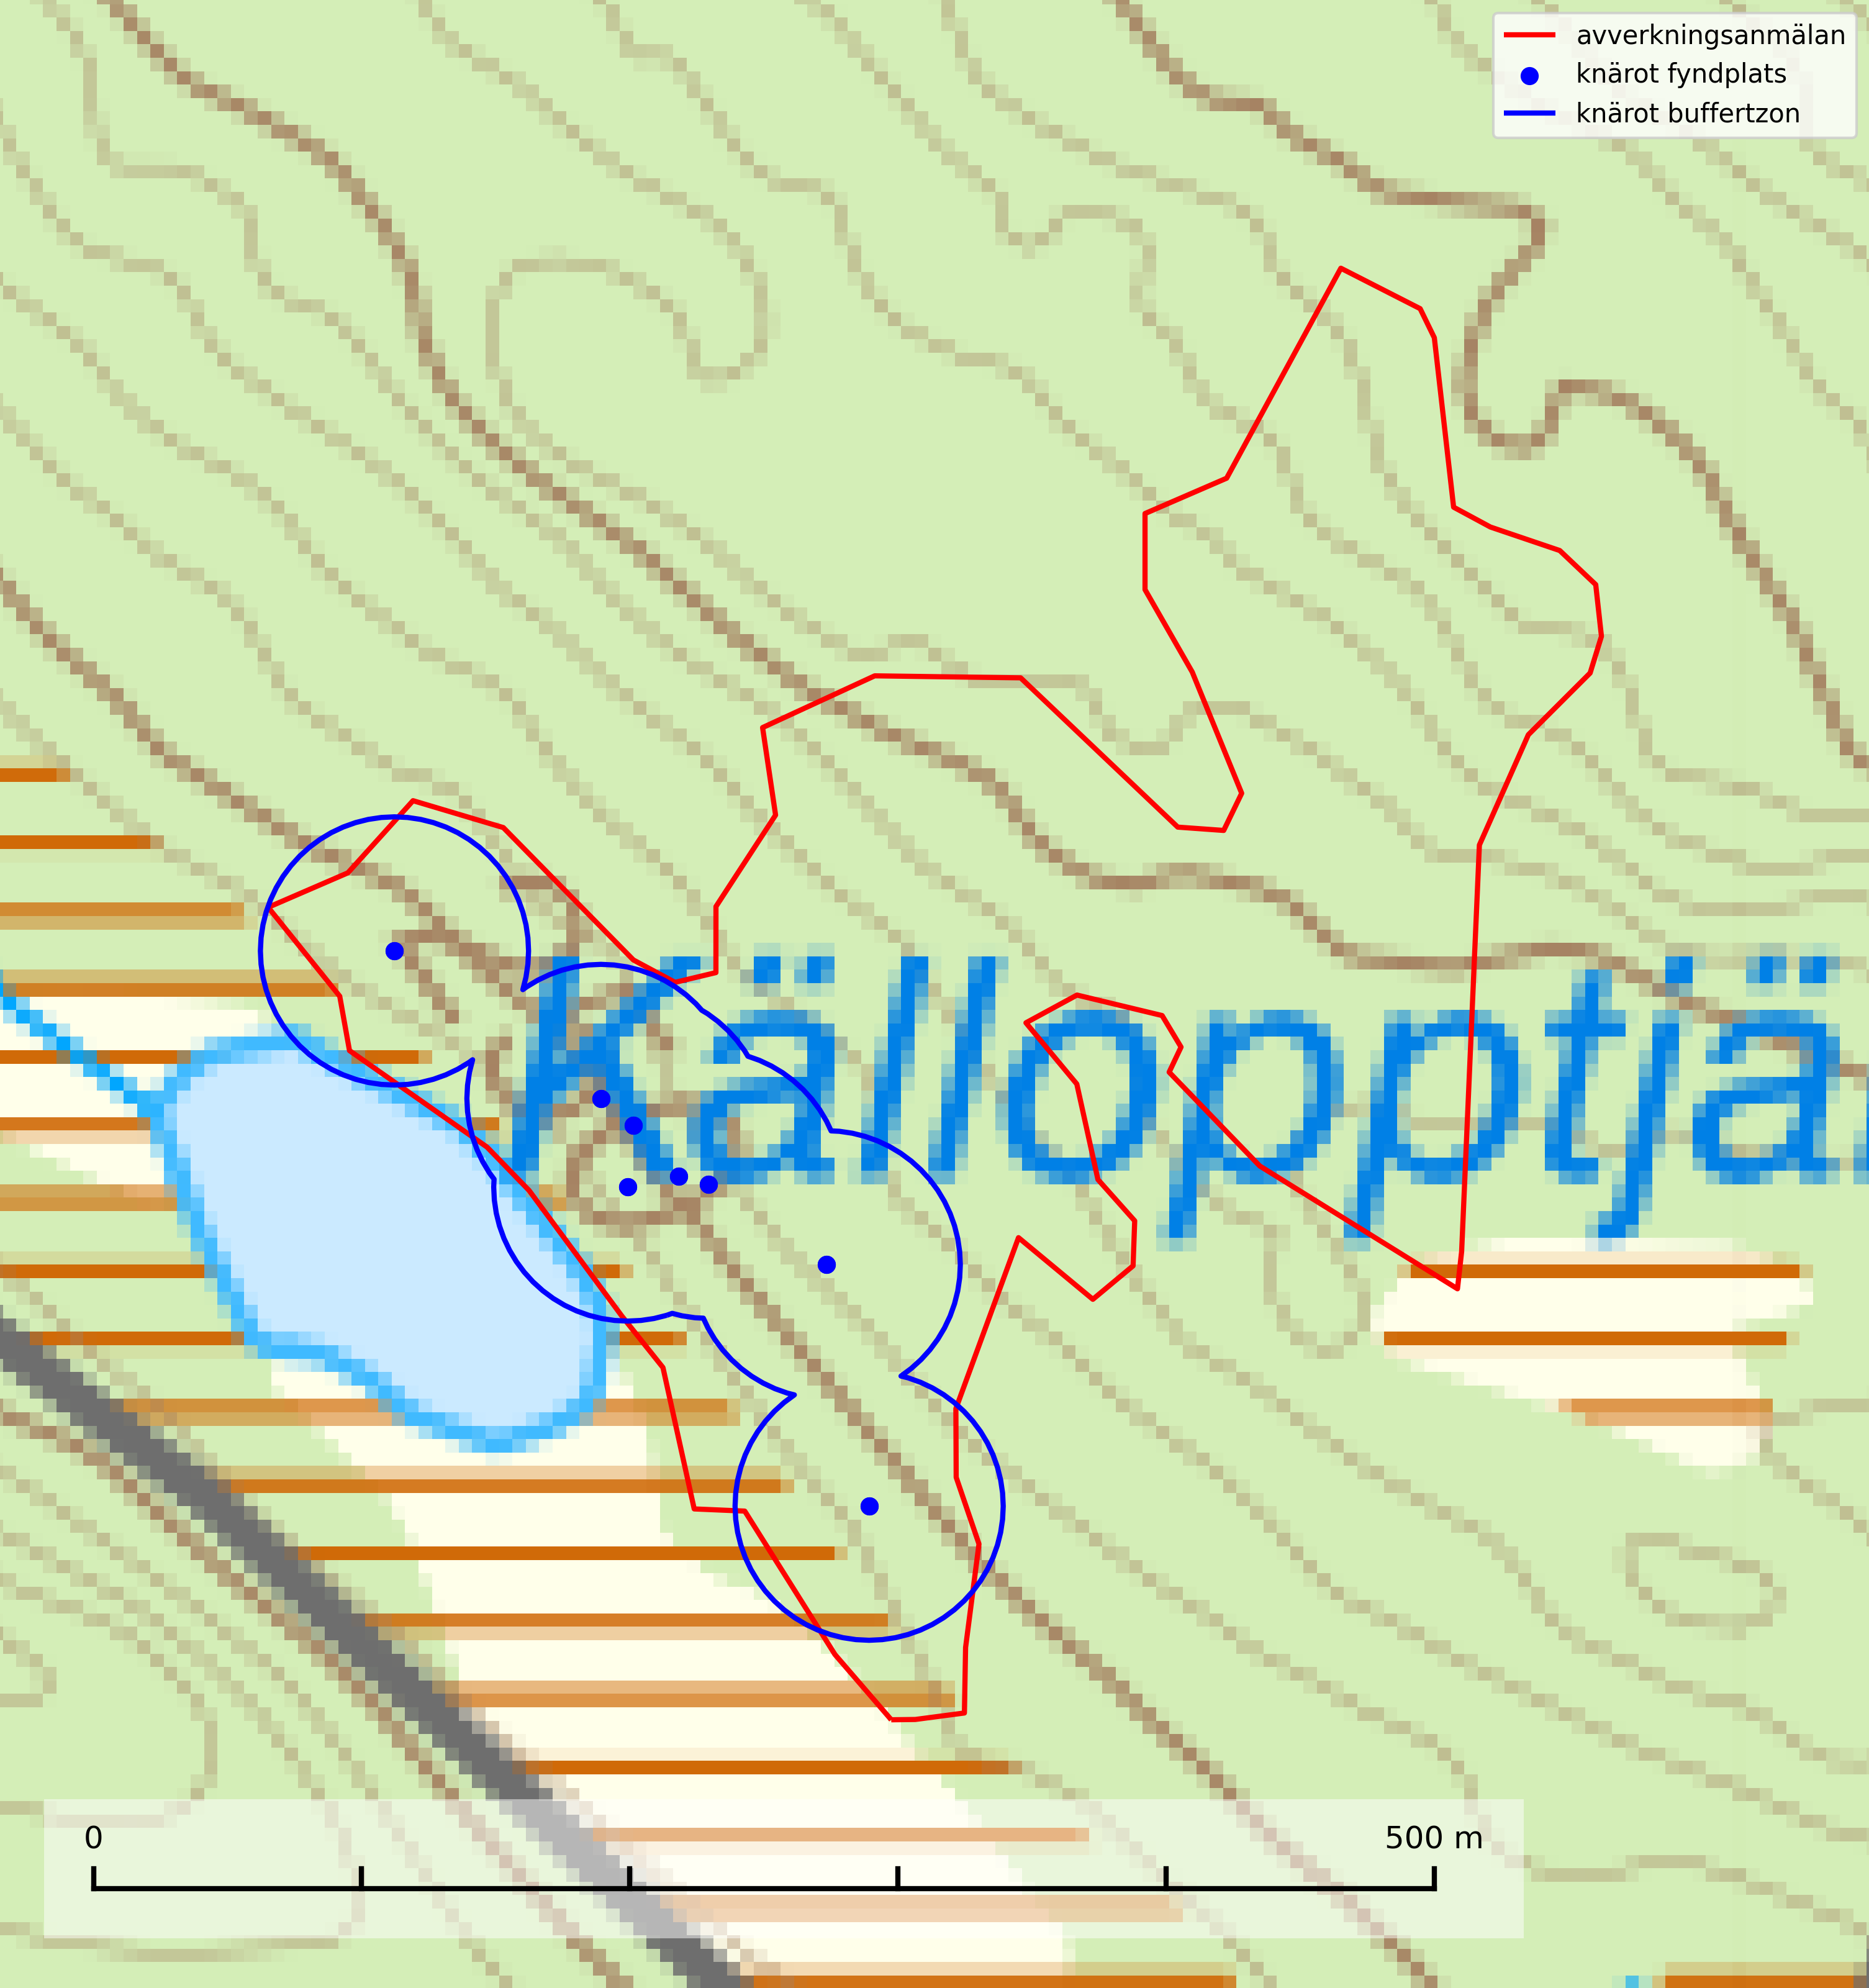 avverkningsanmälan
knärot fyndplats
knärot buffertzon
Källopptjä
0 500 m